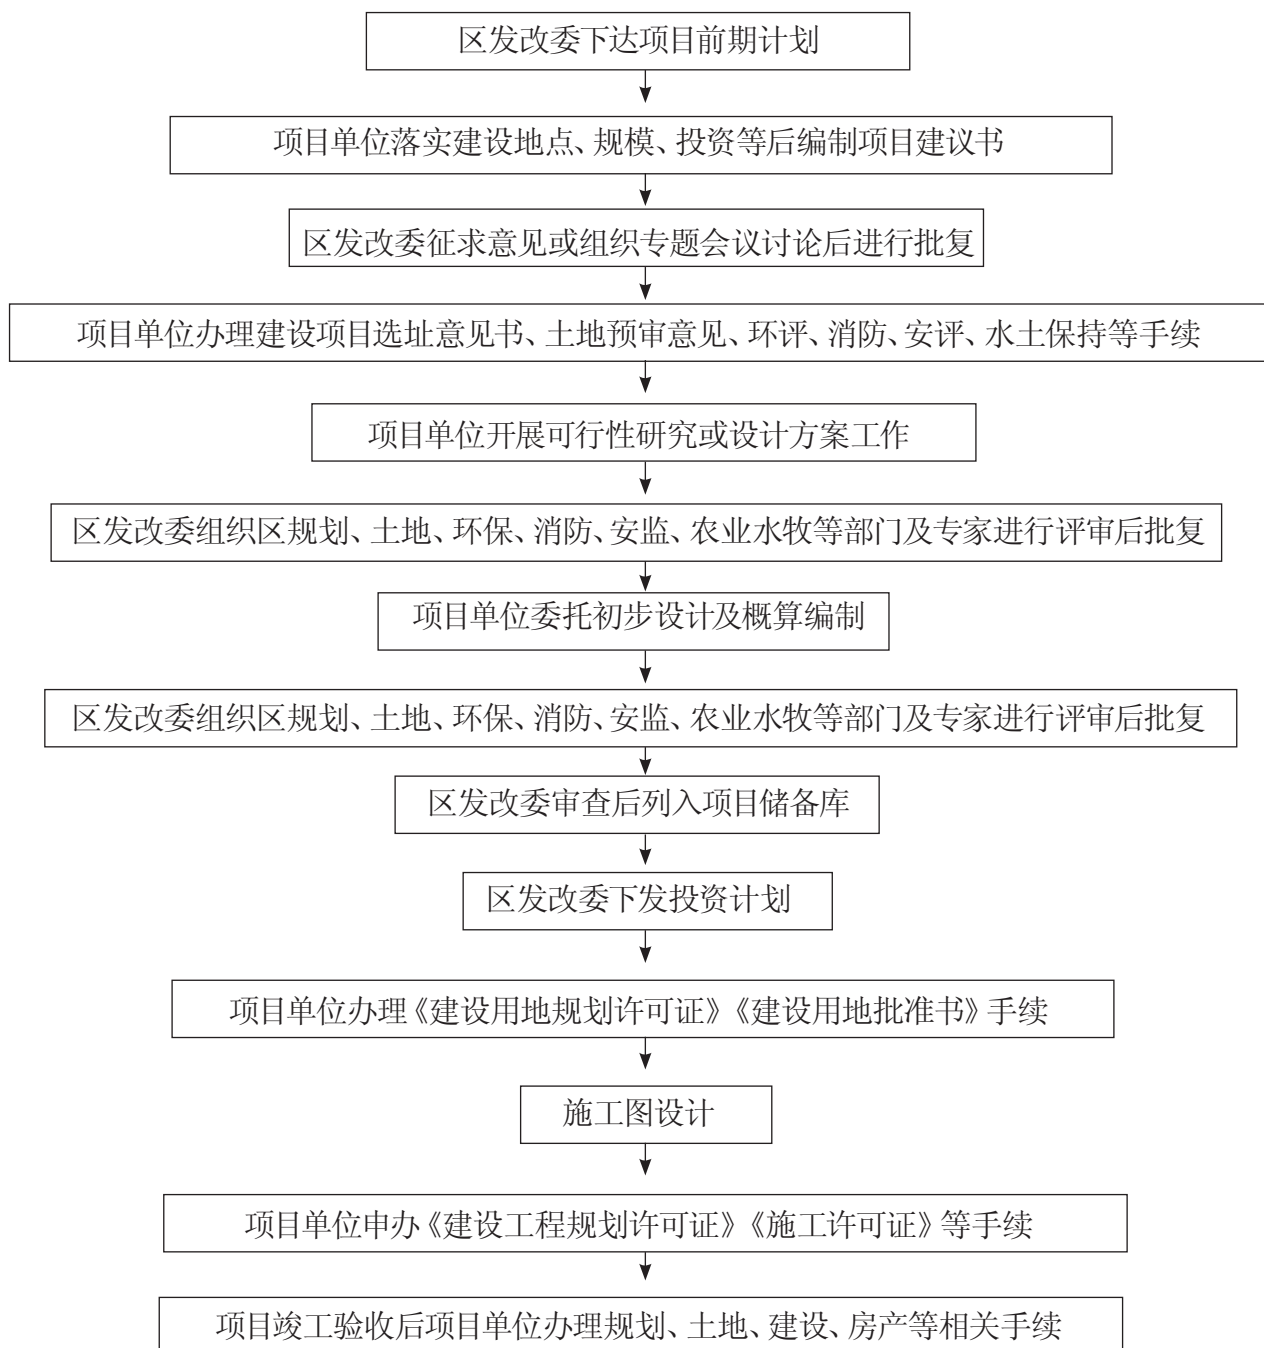 区发改委下达项目前期计划
项目单位落实建设地点、规模、投资等后编制项目建议书
区发改委征求意见或组织专题会议讨论后进行批复
项目单位办理建设项目选址意见书、土地预审意见、环评、消防、安评、水土保持等手续
项目单位开展可行性研究或设计方案工作
区发改委组织区规划、土地、环保、消防、安监、农业水牧等部门及专家进行评审后批复
项目单位委托初步设计及概算编制
区发改委组织区规划、土地、环保、消防、安监、农业水牧等部门及专家进行评审后批复
区发改委审查后列入项目储备库
区发改委下发投资计划
项目单位办理《建设用地规划许可证》《建设用地批准书》手续
施工图设计
项目单位申办《建设工程规划许可证》《施工许可证》等手续
项目竣工验收后项目单位办理规划、土地、建设、房产等相关手续